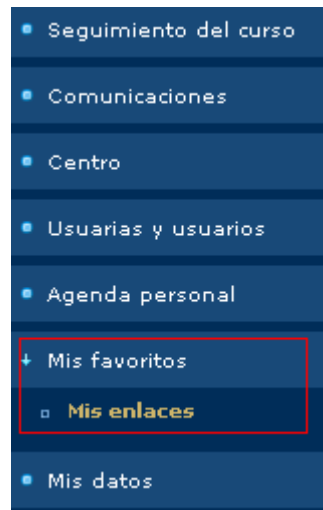 Seguimiento del curso
Comunicaciones
Centro
Usuarias y usuarios
Agenda personal
Mis favoritos
Mis enlaces
Mis datos